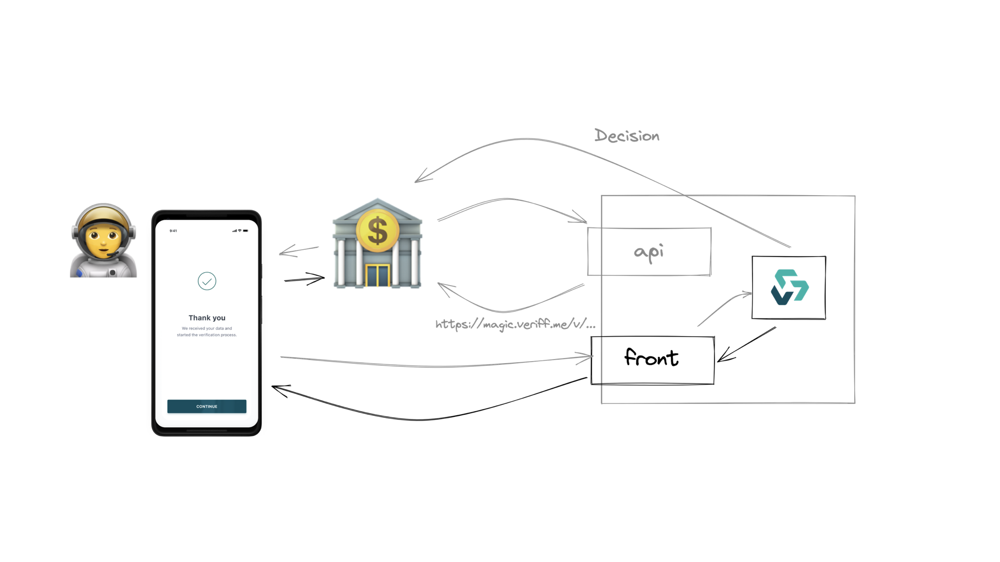 Decision
9:41
$
api
Thank you
We received your data and
started the verification process.
https://magic.veriff.me/v/...
front
CONTINUE